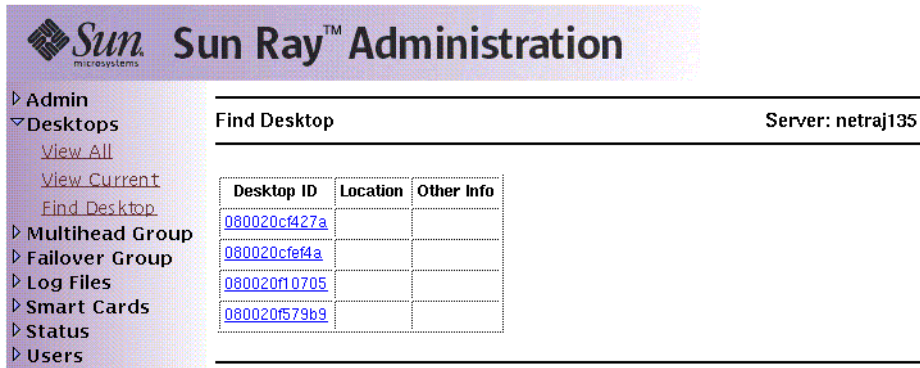 Sun microsystems Sun Ray™ Administration
Admin
Desktops
View All
View Current
Find Desktop
Multihead Group
Failover Group
Log Files
Smart Cards
Status
Users
Find Desktop Server: netraj135
Desktop ID Location Other Info
080020cf427a
080020cfef4a
080020f10705
080020f579b9